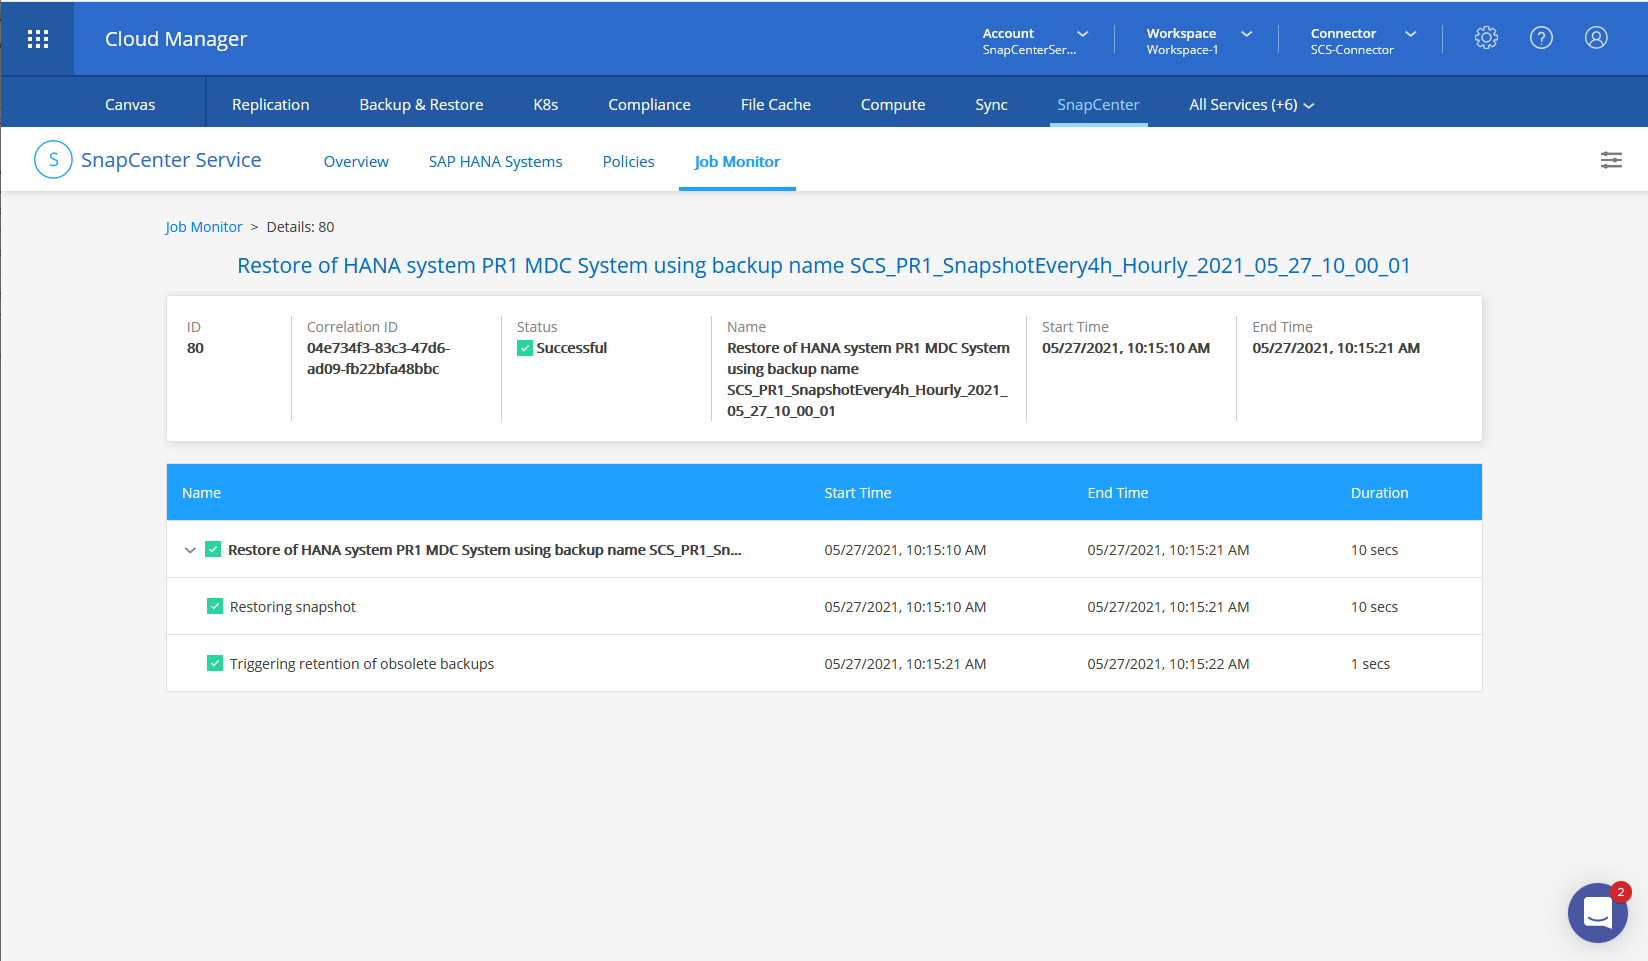 Cloud Manager
Account
SnapCenterSer...
Workspace
Workspace-1
Connector
SCS-Connector
?
Canvas
Replication
Backup & Restore
K8s
Compliance
File Cache
Compute
Sync
SnapCenter
All Services (+6)
S
SnapCenter Service
Overview
SAP HANA Systems
Policies
Job Monitor
Job Monitor > Details: 80
Restore of HANA system PR1 MDC System using backup name SCS_PR1_SnapshotEvery4h_Hourly_2021_05_27_10_00_01
ID
80
Correlation ID
04e734f3-83c3-47d6-
ad09-fb22bfa48bbc
Status
Successful
Name
Restore of HANA system PR1 MDC System
using backup name
SCS_PR1_SnapshotEvery4h_Hourly_2021_
05_27_10_00_01
Start Time
05/27/2021, 10:15:10 AM
End Time
05/27/2021, 10:15:21 AM
Name Start Time End Time Duration
Restore of HANA system PR1 MDC System using backup name SCS_PR1_Sn... 05/27/2021, 10:15:10 AM 05/27/2021, 10:15:21 AM 10 secs
Restoring snapshot 05/27/2021, 10:15:10 AM 05/27/2021, 10:15:21 AM 10 secs
Triggering retention of obsolete backups 05/27/2021, 10:15:21 AM 05/27/2021, 10:15:22 AM 1 secs
2